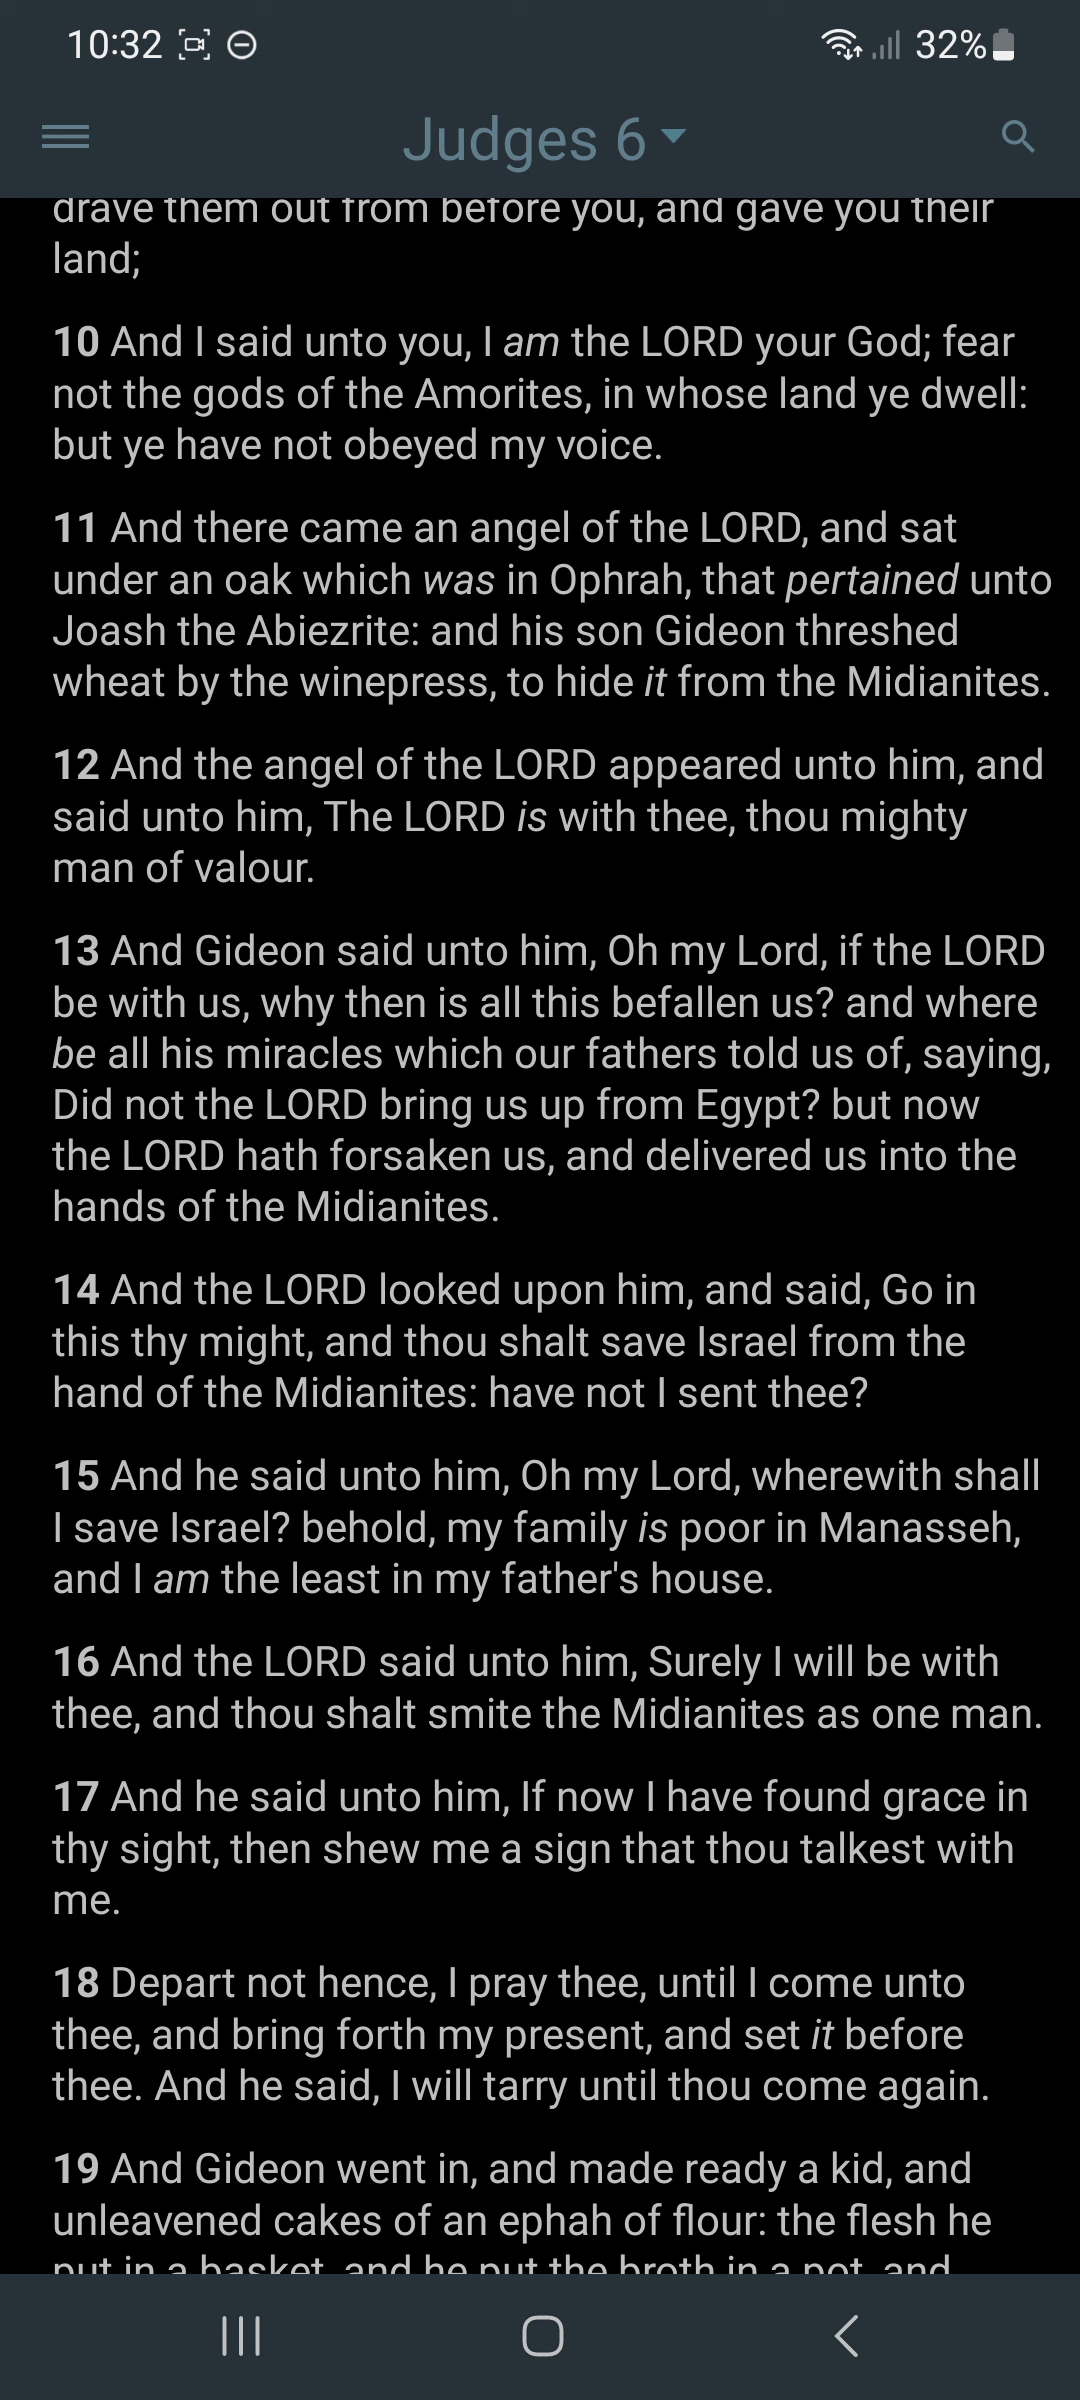 10:32 32%
Judges 6
drave them out from before you, and gave you their
land;
10 And I said unto you, I am the LORD your God; fear
not the gods of the Amorites, in whose land ye dwell:
but ye have not obeyed my voice.
11 And there came an angel of the LORD, and sat
under an oak which was in Ophrah, that pertained unto
Joash the Abiezrite: and his son Gideon threshed
wheat by the winepress, to hide it from the Midianites.
12 And the angel of the LORD appeared unto him, and
said unto him, The LORD is with thee, thou mighty
man of valour.
13 And Gideon said unto him, Oh my Lord, if the LORD
be with us, why then is all this befallen us? and where
be all his miracles which our fathers told us of, saying,
Did not the LORD bring us up from Egypt? but now
the LORD hath forsaken us, and delivered us into the
hands of the Midianites.
14 And the LORD looked upon him, and said, Go in
this thy might, and thou shalt save Israel from the
hand of the Midianites: have not I sent thee?
15 And he said unto him, Oh my Lord, wherewith shall
I save Israel? behold, my family is poor in Manasseh,
and I am the least in my father's house.
16 And the LORD said unto him, Surely I will be with
thee, and thou shalt smite the Midianites as one man.
17 And he said unto him, If now I have found grace in
thy sight, then shew me a sign that thou talkest with
me.
18 Depart not hence, I pray thee, until I come unto
thee, and bring forth my present, and set it before
thee. And he said, I will tarry until thou come again.
19 And Gideon went in, and made ready a kid, and
unleavened cakes of an ephah of flour: the flesh he
put in a basket, and he put the broth in a pot, and